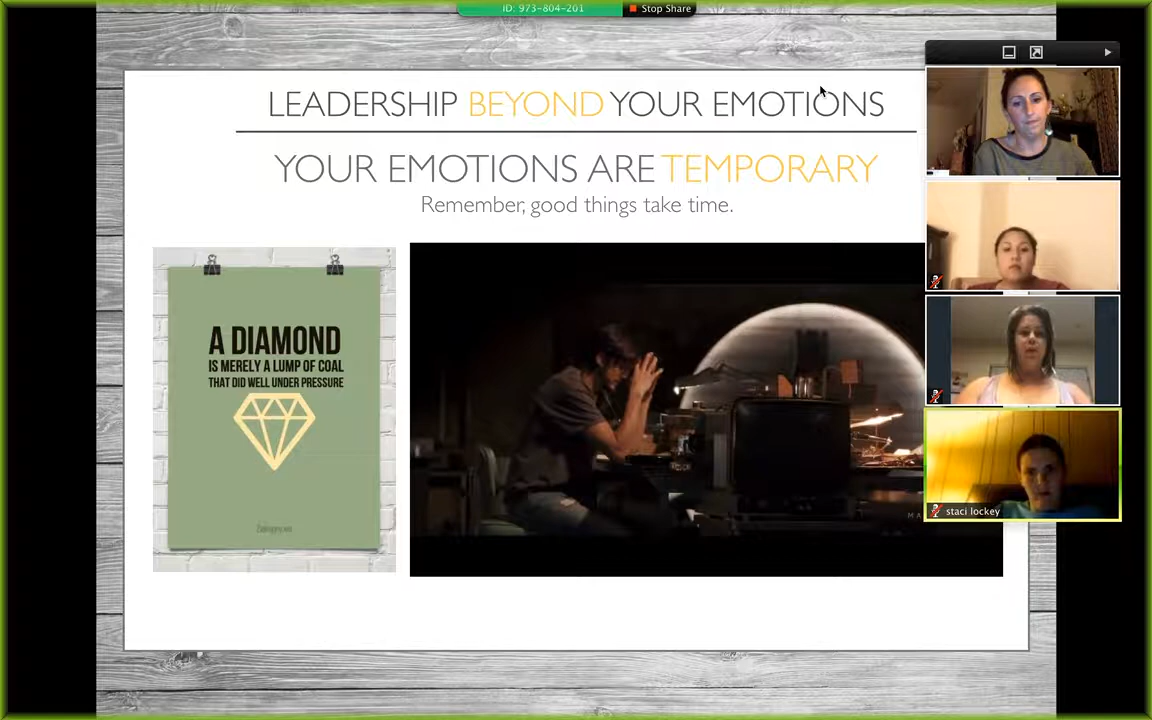 ID: 973-804-201
Stop Share
LEADERSHIP BEYOND YOUR EMOTIONS
YOUR EMOTIONS ARE TEMPORARY
Remember, good things take time.
A DIAMOND
IS MERELY A LUMP OF COAL
THAT DID WELL UNDER PRESSURE
staci lockey